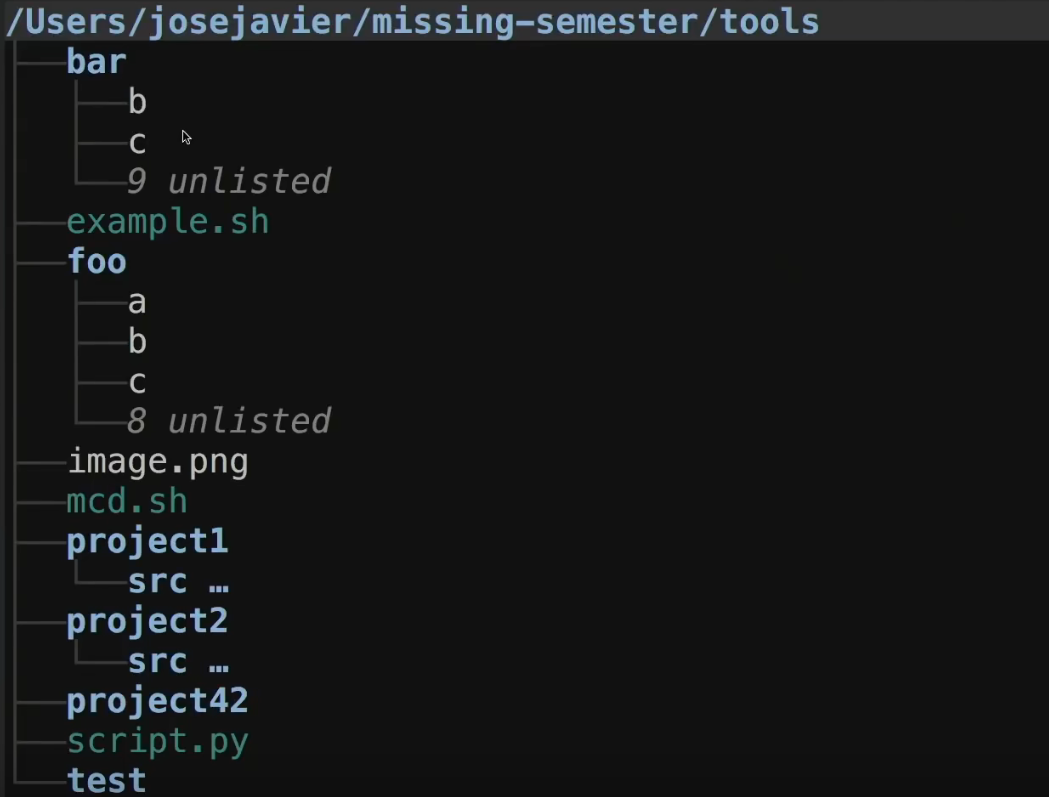 /Users/josejavier/missing-semester/tools
bar
b
c
9 unlisted
example.sh
foo
a
b
c
8 unlisted
image.png
mcd.sh
project1
src …
project2
src …
project42
script.py
test